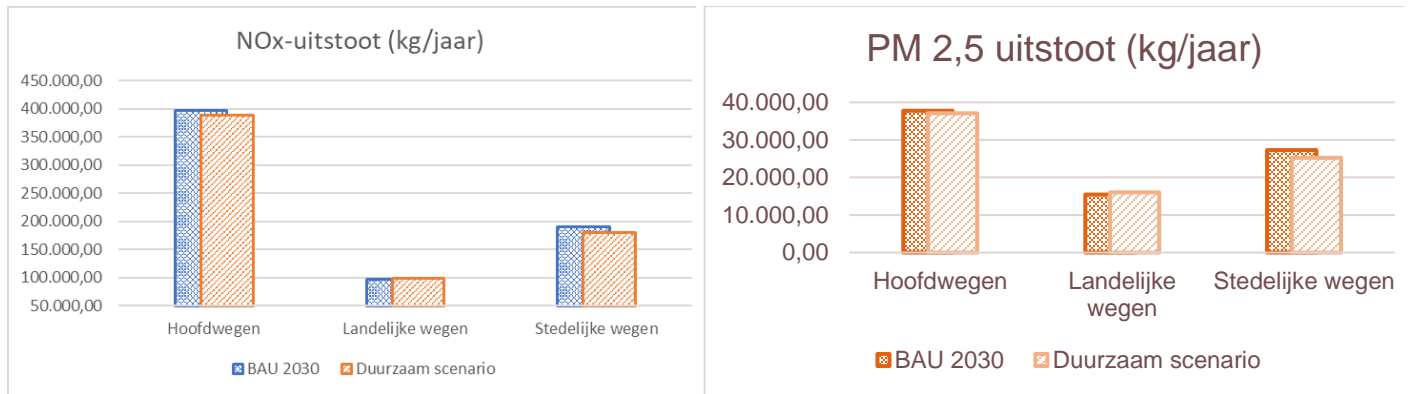 NOx-uitstoot (kg/jaar)
450.000,00
400.000,00
350.000,00
300.000,00
250.000,00
200.000,00
150.000,00
100.000,00
50.000,00
Hoofdwegen
Landelijke wegen
Stedelijke wegen
BAU 2030
Duurzaam scenario
PM 2,5 uitstoot (kg/jaar)
40.000,00
30.000,00
20.000,00
10.000,00
0,00
Hoofdwegen
Landelijke
wegen
Stedelijke wegen
BAU 2030
Duurzaam scenario